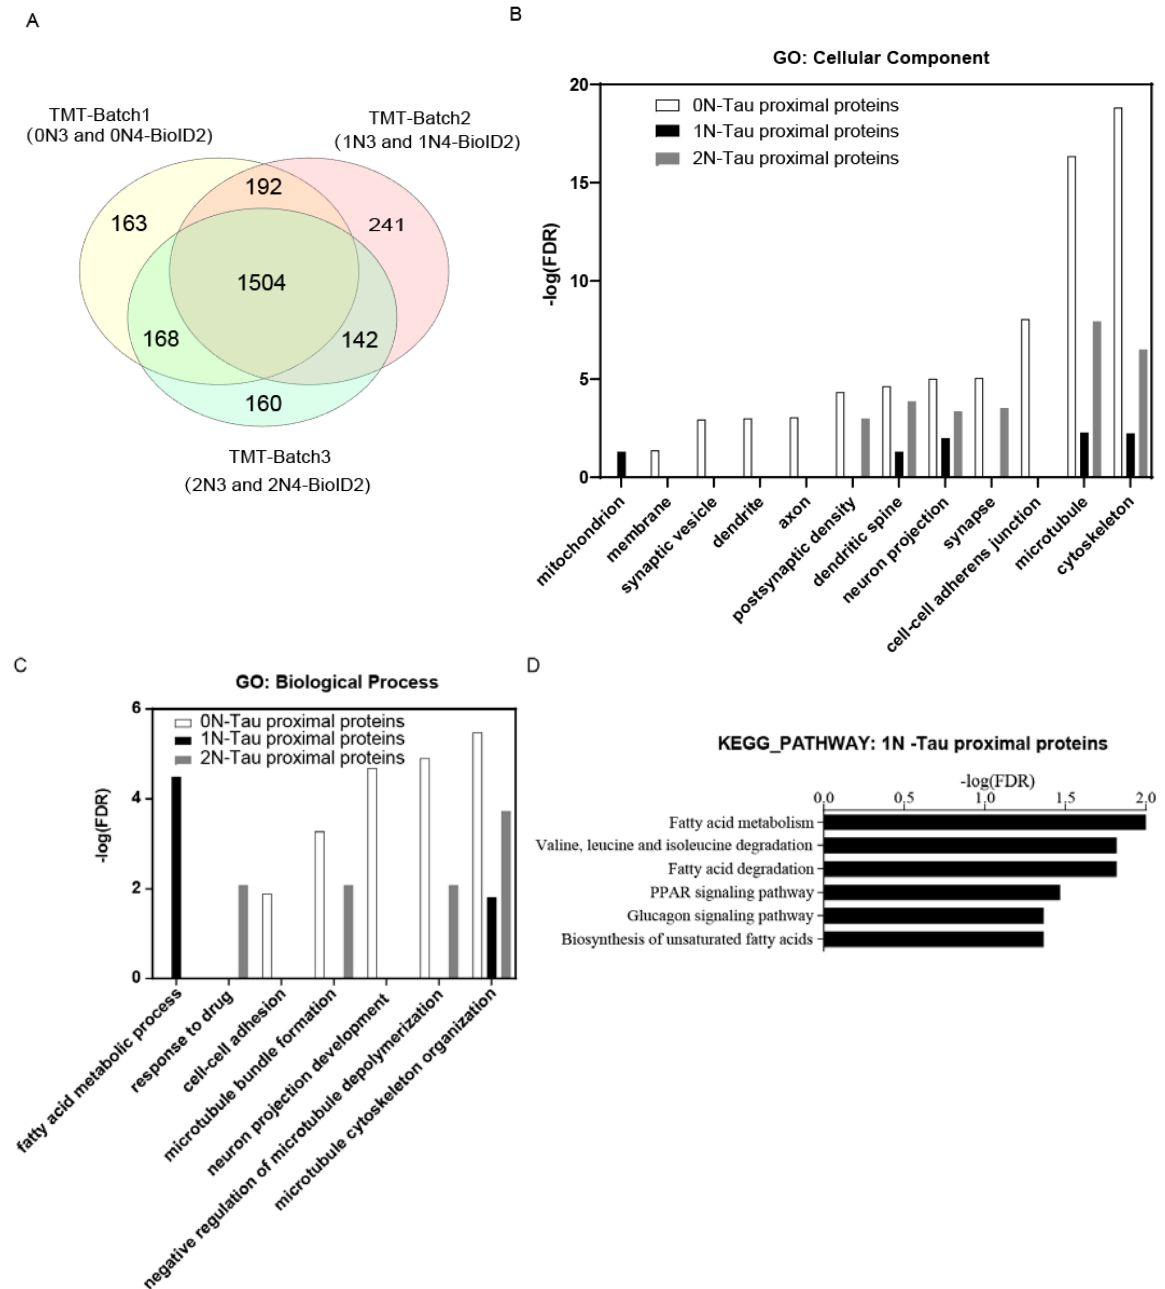 A
TMT-Batch1
(0N3 and 0N4-BioID2)
TMT-Batch2
(1N3 and 1N4-BioID2)
192
163
241
1504
168
142
160
TMT-Batch3
(2N3 and 2N4-BioID2)
B
GO: Cellular Component
0N-Tau proximal proteins
1N-Tau proximal proteins
2N-Tau proximal proteins
-log(FDR)
20
15
10
5
0
mitochondrion
membrane
synaptic vesicle
dendrite
axon
postsynaptic density
dendritic spine
neuron projection
synapse
cell-cell adherens junction
microtubule
cytoskeleton
C
GO: Biological Process
0N-Tau proximal proteins
1N-Tau proximal proteins
2N-Tau proximal proteins
-log(FDR)
6
4
2
0
fatty acid metabolic process
response to drug
cell-cell adhesion
microtubule bundle formation
neuron projection development
negative regulation of microtubule depolymerization
microtubule cytoskeleton organization
D
KEGG_PATHWAY: 1N -Tau proximal proteins
-log(FDR)
0.0 0.5 1.0 1.5 2.0
Fatty acid metabolism
Valine, leucine and isoleucine degradation
Fatty acid degradation
PPAR signaling pathway
Glucagon signaling pathway
Biosynthesis of unsaturated fatty acids